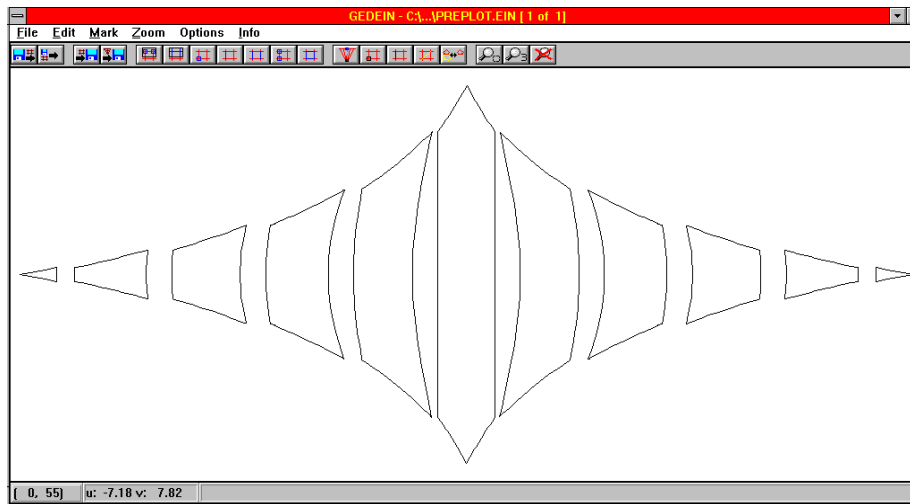 GEDEIN - C:\...\PREPLOT.EIN [1 of 1]
File Edit Mark Zoom Options Info
[ 0, 55] u: -7.18 v: 7.82